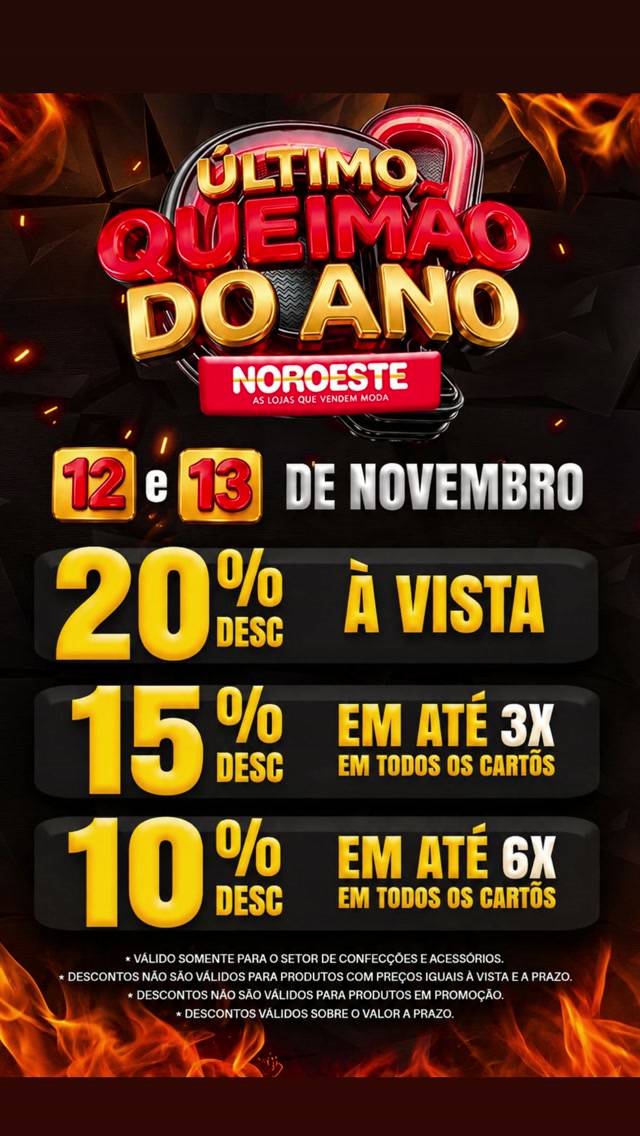 ÚLTIMO
QUEIMÃO
DO ANO
NOROESTE
AS LOJAS QUE VENDEM MODA
12 e 13 DE NOVEMBRO
20% DESC À VISTA
15% DESC EM ATÉ 3X
EM TODOS OS CARTÕS
10% DESC EM ATÉ 6X
EM TODOS OS CARTÕS
* VÁLIDO SOMENTE PARA O SETOR DE CONFECÇÕES E ACESSÓRIOS.
* DESCONTOS NÃO SÃO VÁLIDOS PARA PRODUTOS COM PREÇOS IGUAIS À VISTA E A PRAZO.
* DESCONTOS NÃO SÃO VÁLIDOS PARA PRODUTOS EM PROMOÇÃO.
* DESCONTOS VÁLIDOS SOBRE O VALOR A PRAZO.